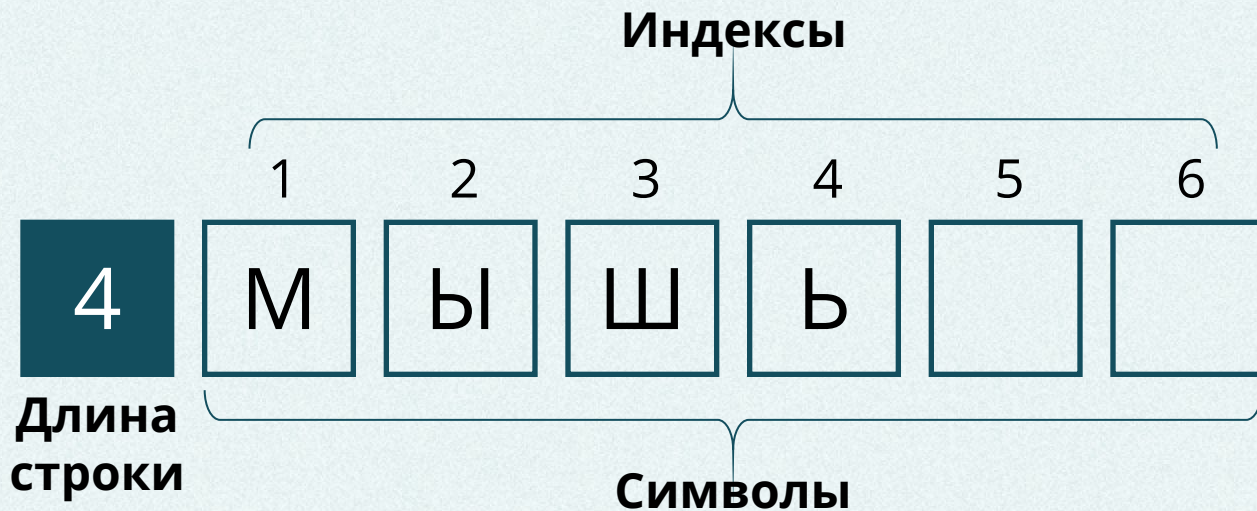 Индексы
1 2 3 4 5 6
4 М Ы Ш Ь
Длина
строки
Символы